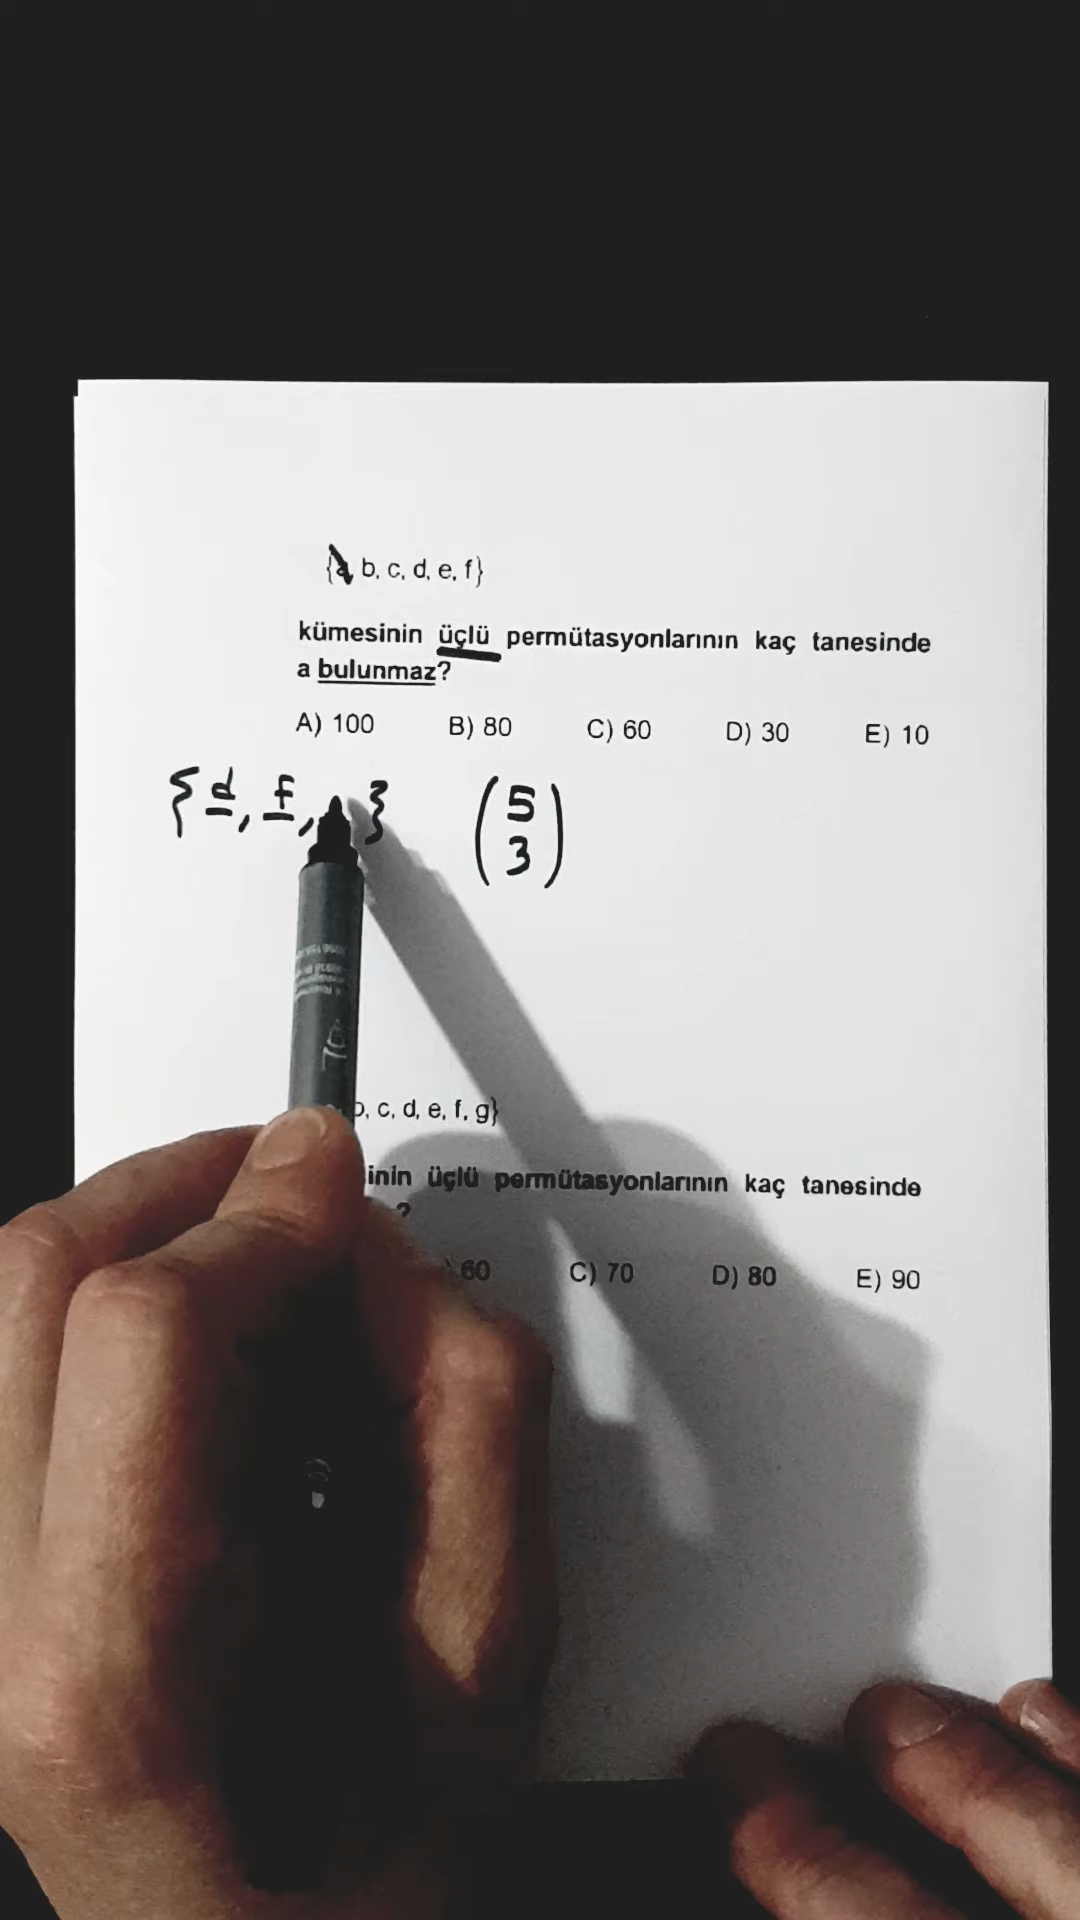 {a b, c, d, e, f}
kümesinin üçlü permütasyonlarının kaç tanesinde
a bulunmaz?
A) 100 B) 80 C) 60 D) 30 E) 10
{d, f, } (5
3)
b, c, d, e, f, g}
inin üçlü permütasyonlarının kaç tanesinde
?
60 C) 70 D) 80 E) 90